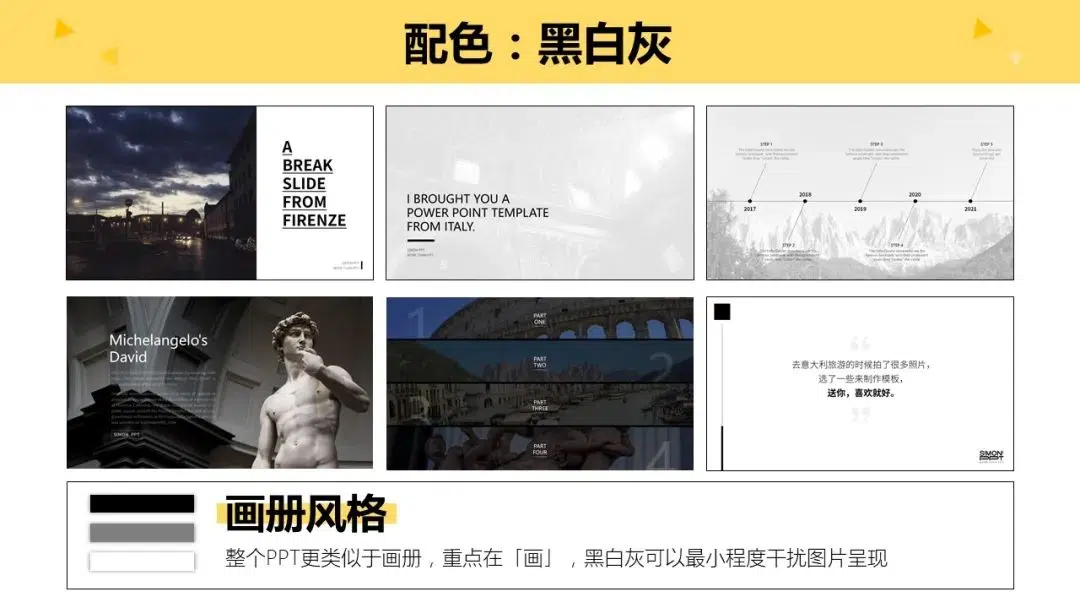 配色：黑白灰
A
BREAK
SLIDE
FROM
FIRENZE
I BROUGHT YOU A
POWER POINT TEMPLATE
FROM ITALY.
STEP 1
STEP 3
STEP 5
2017
2018
2019
2020
2021
STEP 2
STEP 4
Michelangelo's
David
SIMON_PPT
1
PART
ONE
PART
TWO
2
PART
THREE
PART
FOUR
4
去意大利旅游的时候拍了很多照片，
选了一些来制作模板，
送你，喜欢就好。
SIMON
画册风格
整个PPT更类似于画册，重点在「画」，黑白灰可以最小程度干扰图片呈现